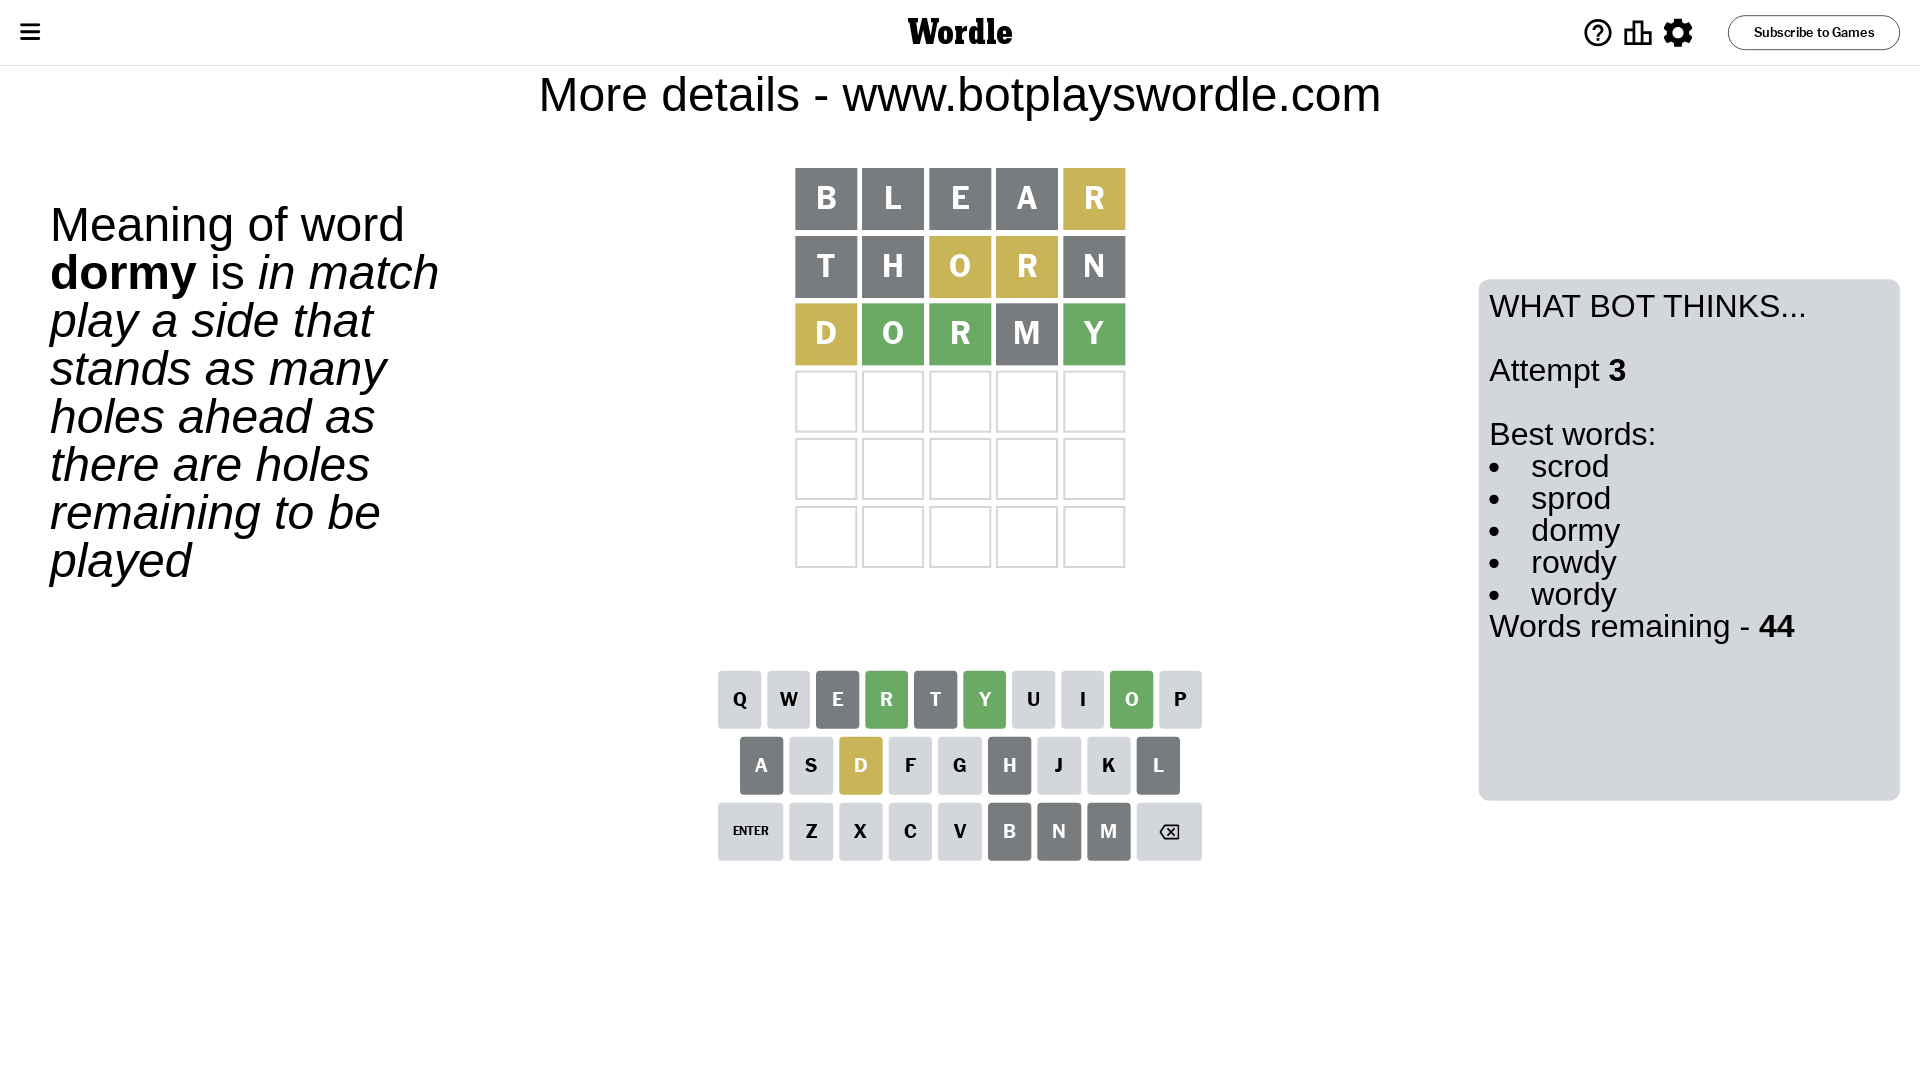 Wordle
Subscribe to Games
More details - www.botplayswordle.com
Meaning of word
dormy is in match
play a side that
stands as many
holes ahead as
there are holes
remaining to be
played
B L E A R
T H O R N
D O R M Y
WHAT BOT THINKS...
Attempt 3
Best words:
• scrod
• sprod
• dormy
• rowdy
• wordy
Words remaining - 44
Q W E R T Y U I O P
A S D F G H J K L
ENTER Z X C V B N M